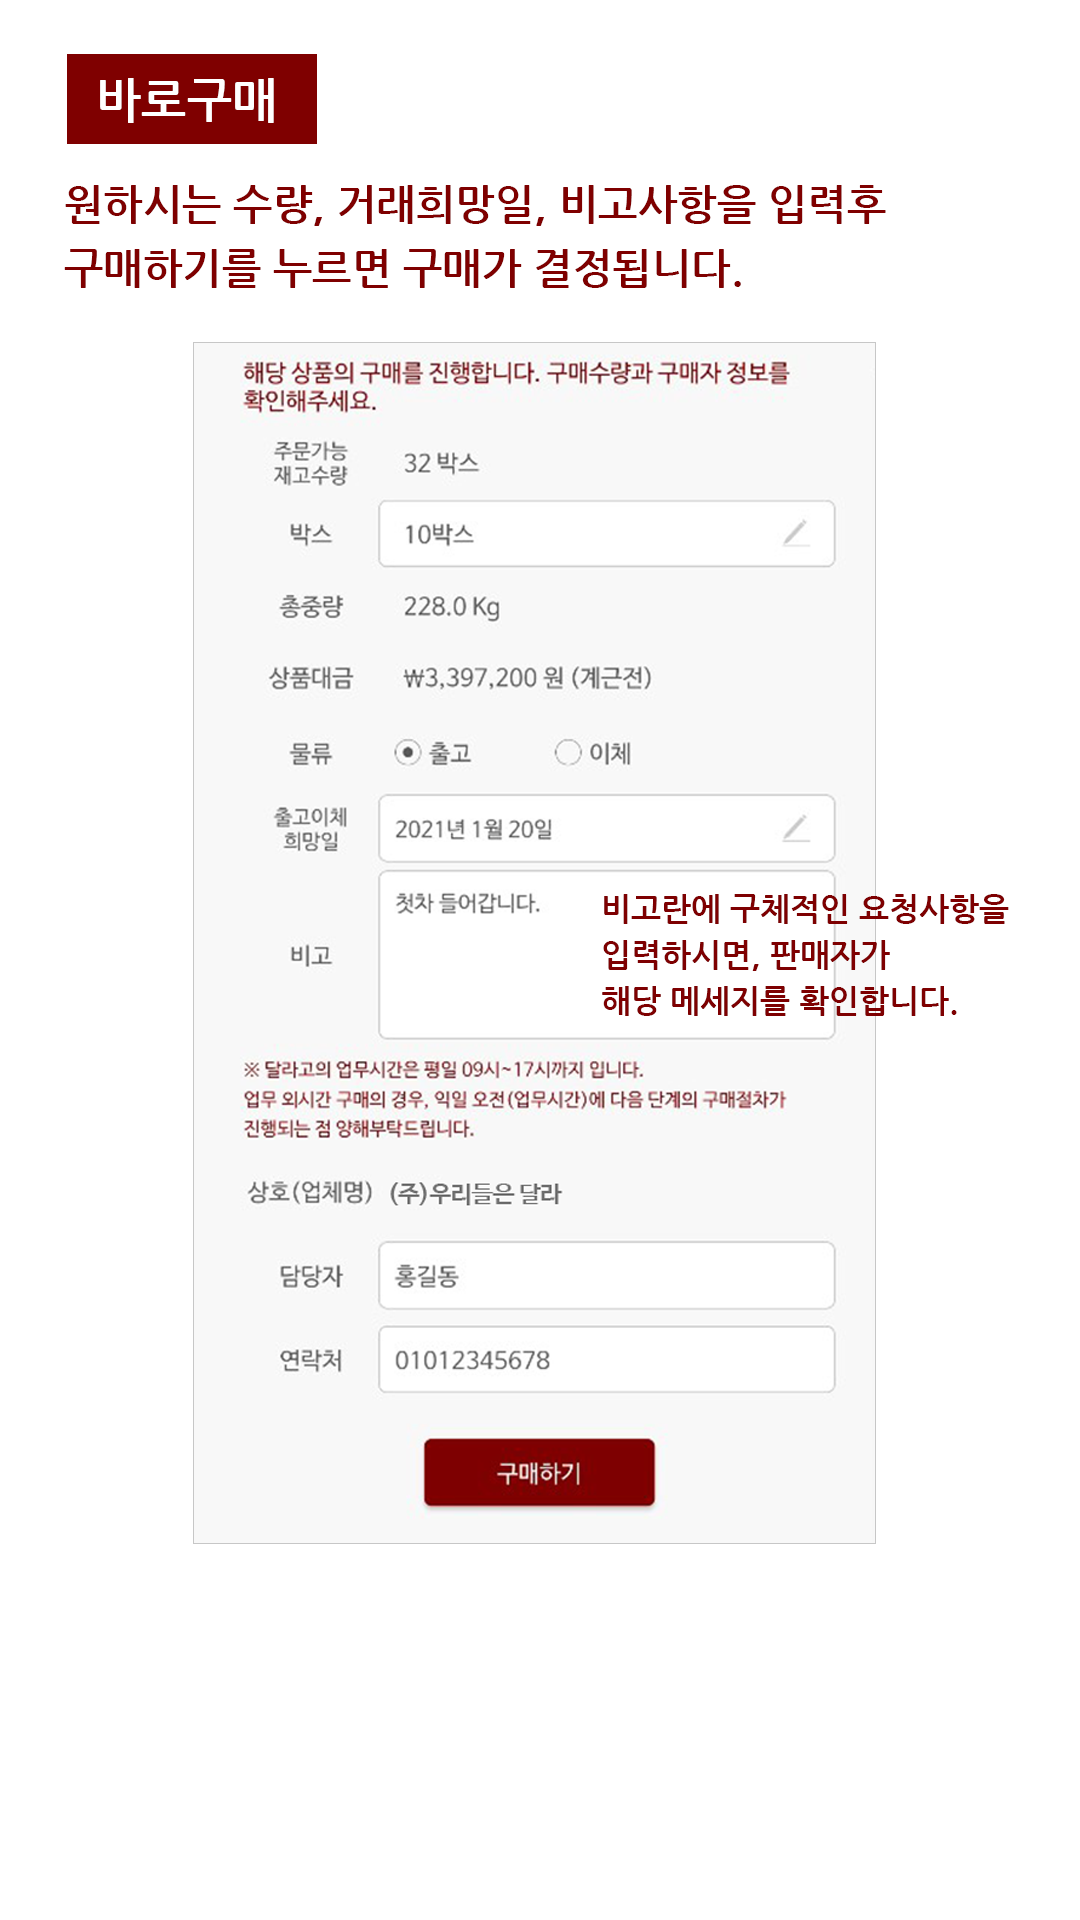 바로구매
원하시는 수량, 거래희망일, 비고사항을 입력후
구매하기를 누르면 구매가 결정됩니다.
해당 상품의 구매를 진행합니다. 구매수량과 구매자 정보를
확인해주세요.
주문가능
재고수량
32 박스
박스
10박스
총중량
228.0 Kg
상품대금
₩3,397,200 원 (계근전)
물류
출고
이체
출고이체
희망일
2021년 1월 20일
비고
첫차 들어갑니다.
비고란에 구체적인 요청사항을
입력하시면, 판매자가
해당 메세지를 확인합니다.
※ 달라고의 업무시간은 평일 09시~17시까지 입니다.
업무 외시간 구매의 경우, 익일 오전(업무시간)에 다음 단계의 구매절차가
진행되는 점 양해부탁드립니다.
상호(업체명)
(주)우리들은 달라
담당자
홍길동
연락처
01012345678
구매하기